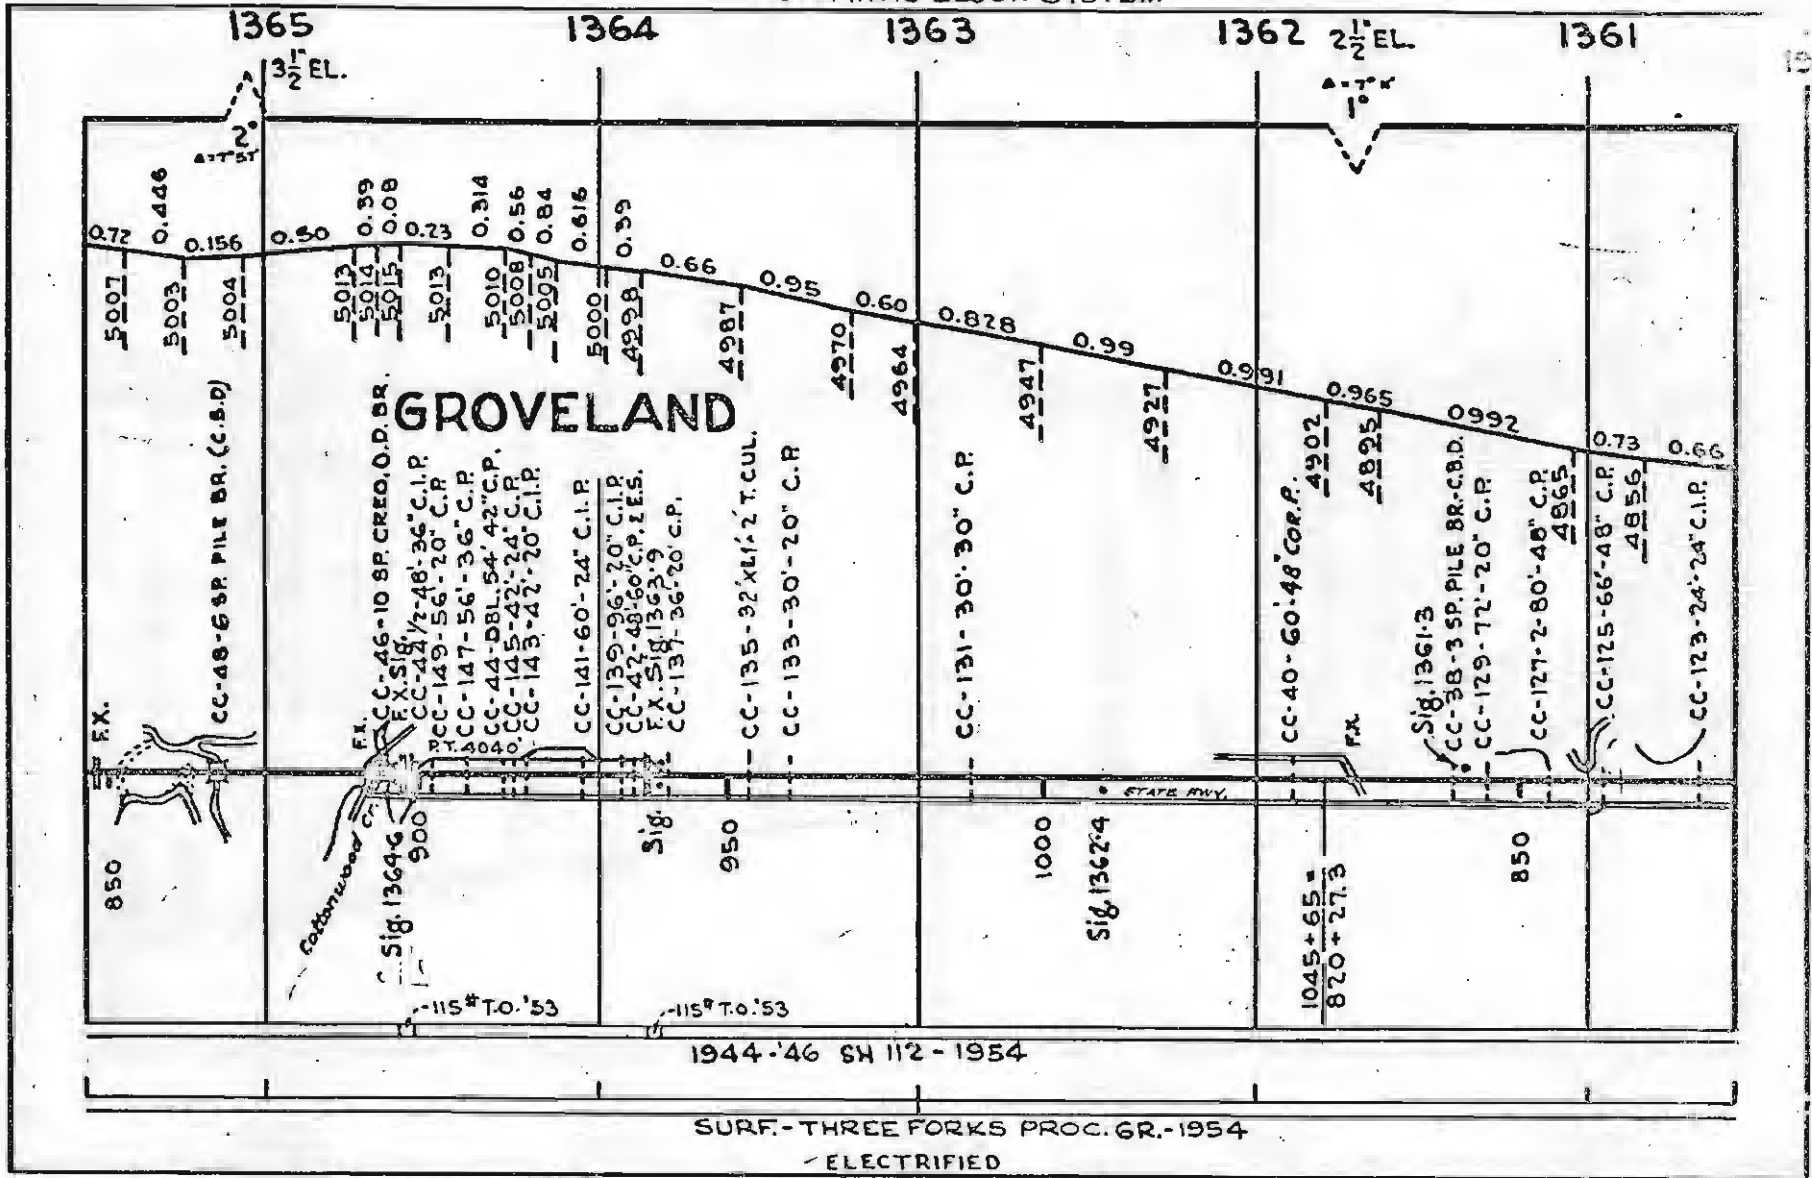 BLOCK SYSTEM
1365 1364 1363 1362 1361
3½" EL.
2½" EL.
2°
1°
0.72 0.446 0.156 0.50 0.39 0.08 0.23 0.314 0.56 0.84 0.616 0.39 0.66 0.95 0.60 0.828 0.99 0.991 0.965 0.992 0.73 0.66
5007 5003 5004 5013 5014 5015 5013 5010 5008 5005 5000 4998 4987 4970 4964 4947 4927 4902 4895 4865 4856
GROVELAND
F.X.
CC-48-6 SP. PILE BR. (C.B.D)
F.X.
CC-46-10 SP. CREO. O.D. BR.
F.X. Sig.
CC-44½-48'-36" C.I.P.
CC-149-56'-20" C.P.
CC-147-56'-36" C.P.
CC-44-DBL. 54' 42" C.P.
CC-145-42'-24" C.P.
CC-143-42'-20" C.I.P.
CC-141-60'-24" C.I.P.
CC-139-96'-20" C.I.P.
CC-42-48'-60" C.P. 2 E.S.
F.X. Sig. 1363-9
CC-137-36'-20" C.P.
CC-135-32'x2½'-2' T. CUL.
CC-133-30'-20" C.P.
CC-131-30'-30" C.P.
CC-40-60'-48" COR.P.
F.X.
Sig. 1361-3
CC-38-3 SP. PILE BR.-C.B.D.
CC-129-72'-20" C.P.
CC-127-2-80'-48" C.P.
CC-125-66'-48" C.P.
CC-123-24'-24" C.I.P.
P.T. 4040'
STATE HWY.
850
Cottonwood Cr.
Sig. 1364-6
900
Sig.
950
1000
Sig. 1362-4
1045+65 =
820+27.3
850
115# T.O. '53
115# T.O. '53
1944-'46 SH 112 - 1954
SURF.-THREE FORKS PROC. GR.-1954
ELECTRIFIED